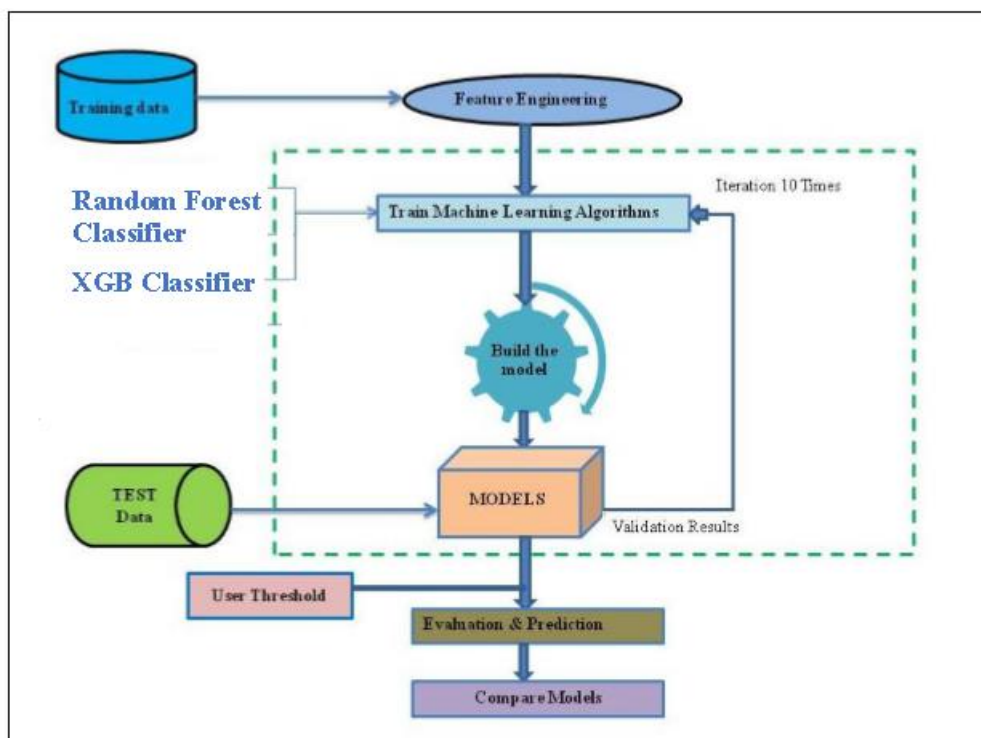 Training data
Feature Engineering
Iteration 10 Times
Random Forest
Classifier
Train Machine Learning Algorithms
XGB Classifier
Build the
model
TEST
Data
MODELS
Validation Results
User Threshold
Evaluation & Prediction
Compare Models